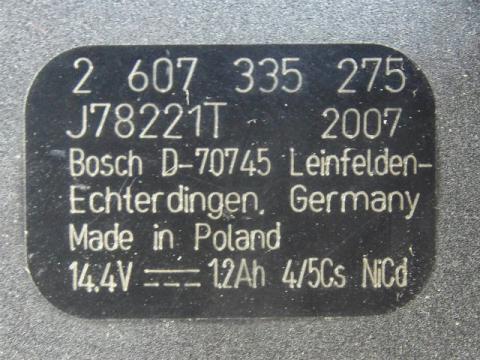 2 607 335 275
J78221T 2007
Bosch D-70745 Leinfelden-
Echterdingen, Germany
Made in Poland
14.4V ⎓ 1.2Ah 4/5Cs NiCd